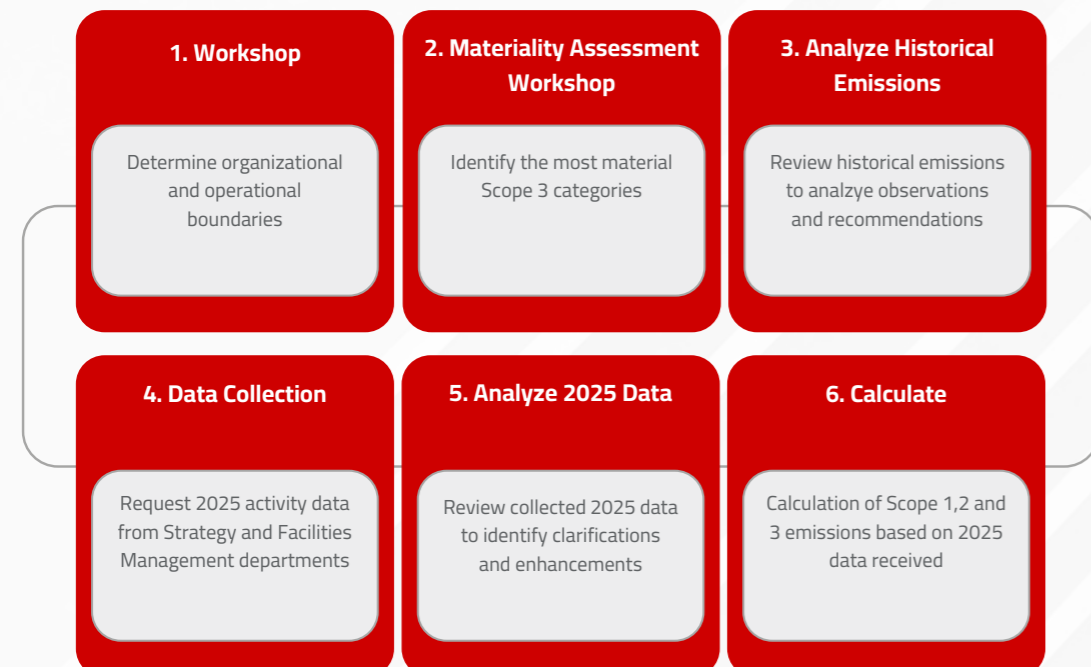 1. Workshop
Determine organizational
and operational
boundaries
2. Materiality Assessment
Workshop
Identify the most material
Scope 3 categories
3. Analyze Historical
Emissions
Review historical emissions
to analzye observations
and recommendations
4. Data Collection
Request 2025 activity data
from Strategy and Facilities
Management departments
5. Analyze 2025 Data
Review collected 2025 data
to identify clarifications
and enhancements
6. Calculate
Calculation of Scope 1,2 and
3 emissions based on 2025
data received